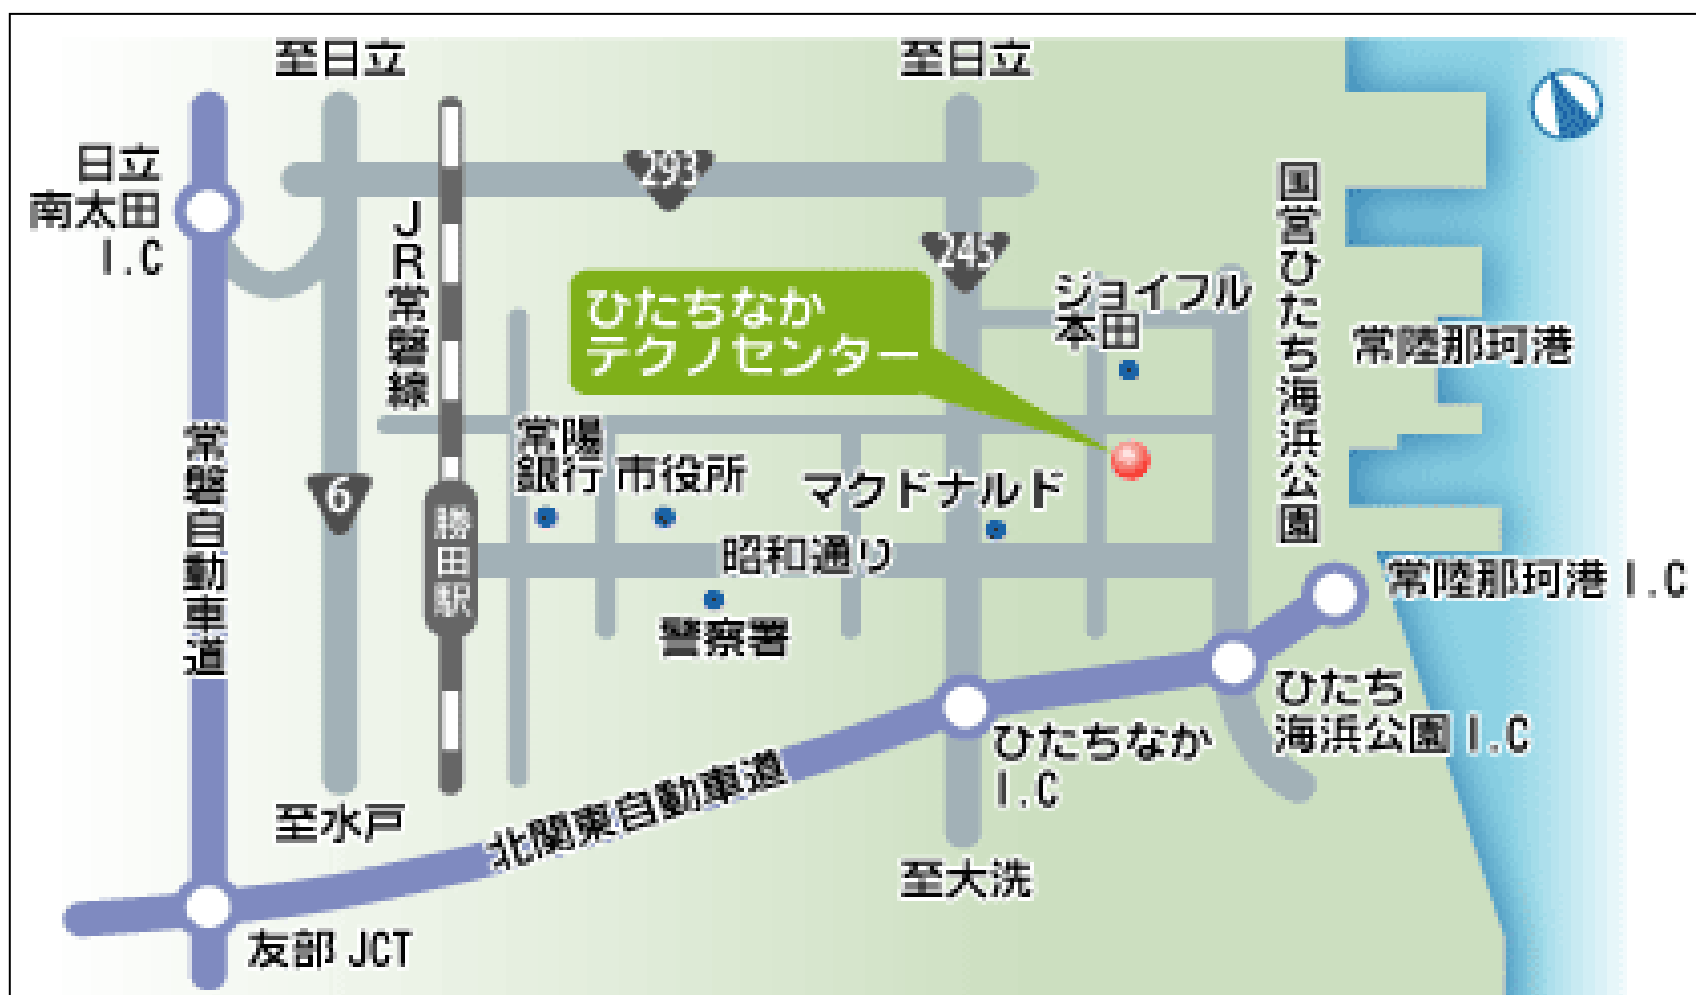 至日立
至日立
日立
南太田
I.C
293
JR常磐線
245
国営ひたち海浜公園
ひたちなか
テクノセンター
ジョイフル
本田
常陸那珂港
常磐自動車道
6
常陽
銀行
市役所
マクドナルド
勝田駅
昭和通り
警察署
常陸那珂港 I.C
ひたち
海浜公園 I.C
ひたちなか
I.C
至水戸
北関東自動車道
至大洗
友部 JCT